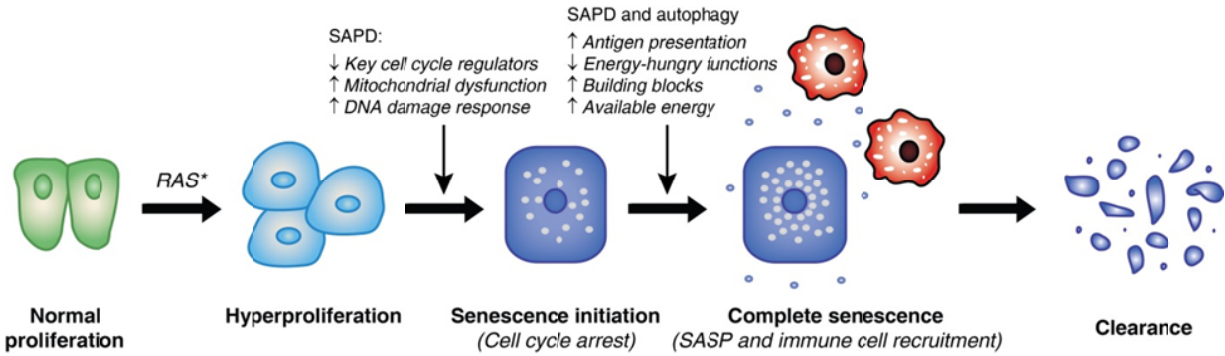 SAPD:
↓ Key cell cycle regulators
↑ Mitochondrial dysfunction
↑ DNA damage response
SAPD and autophagy
↑ Antigen presentation
↓ Energy-hungry junctions
↑ Building blocks
↑ Available energy
RAS*
Normal
proliferation
Hyperproliferation
Senescence initiation
(Cell cycle arrest)
Complete senescence
(SASP and immune cell recruitment)
Clearance